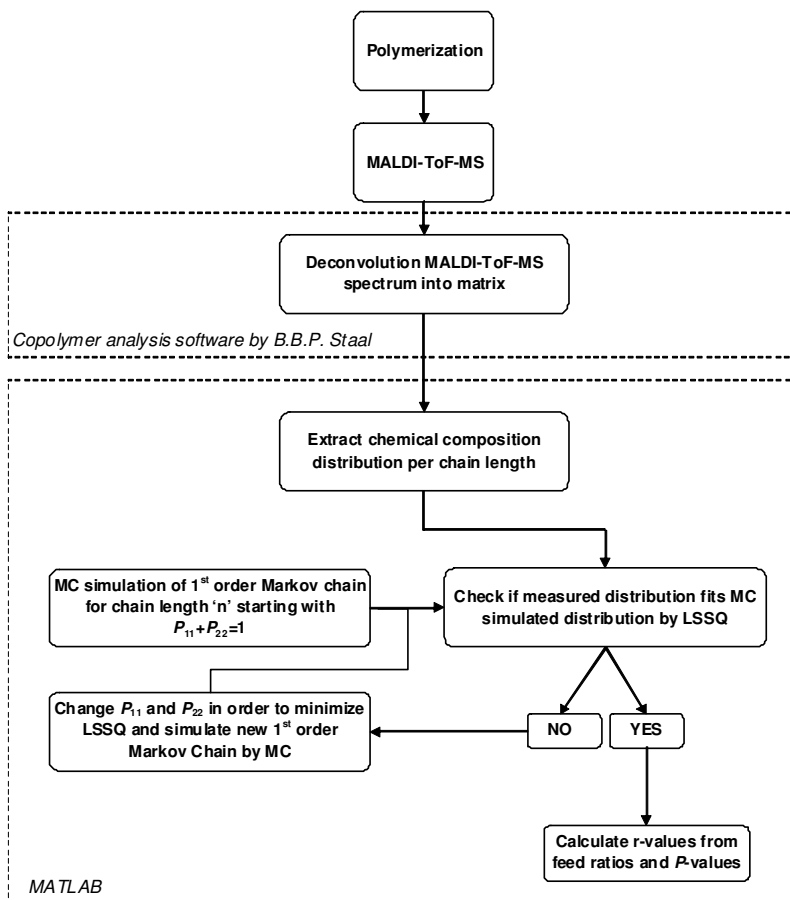 Polymerization
MALDI-ToF-MS
Deconvolution MALDI-ToF-MS
spectrum into matrix
Copolymer analysis software by B.B.P. Staal
Extract chemical composition
distribution per chain length
MC simulation of 1st order Markov chain
for chain length ‘n’ starting with
P11+P22=1
Check if measured distribution fits MC
simulated distribution by LSSQ
Change P11 and P22 in order to minimize
LSSQ and simulate new 1st order
Markov Chain by MC
NO
YES
Calculate r-values from
feed ratios and P-values
MATLAB